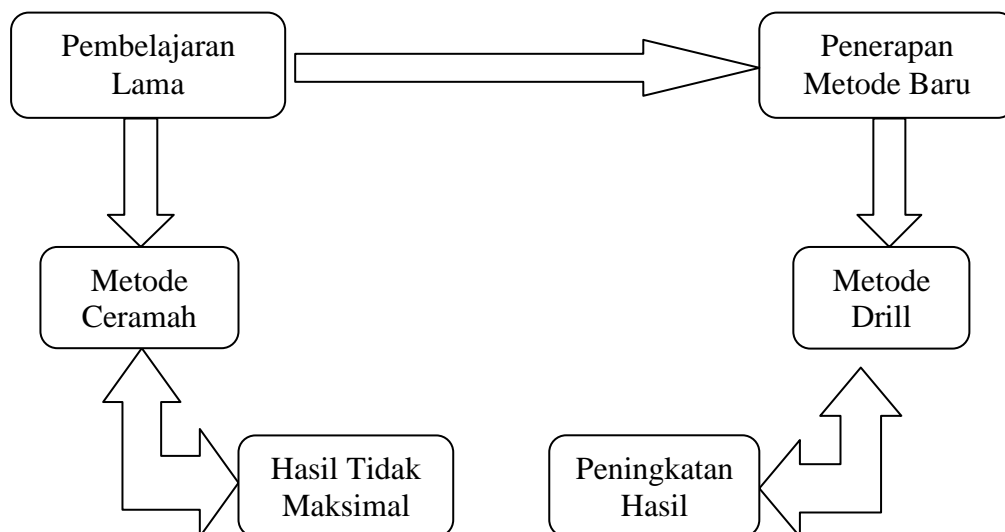 Pembelajaran
Lama
Penerapan
Metode Baru
Metode
Ceramah
Metode
Drill
Hasil Tidak
Maksimal
Peningkatan
Hasil